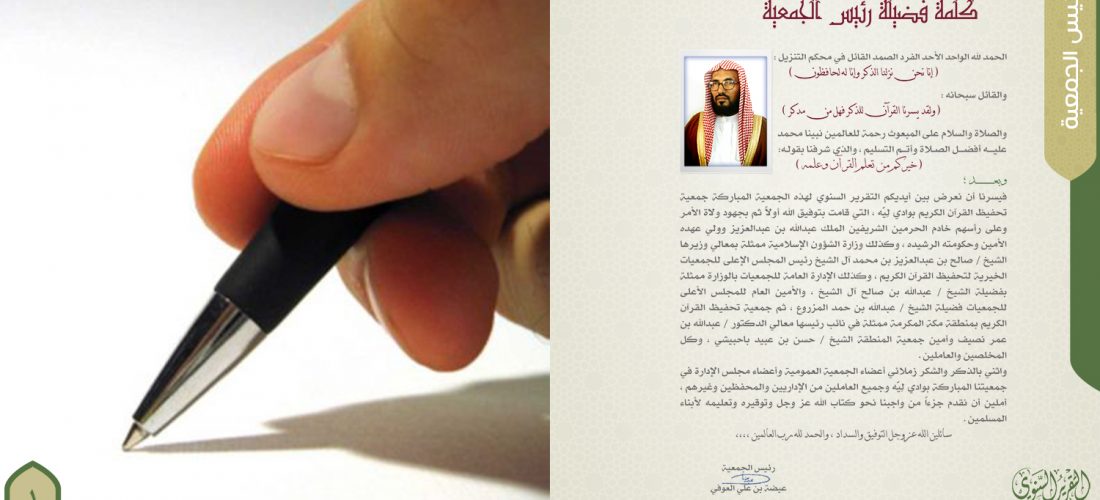 كلمة فضيلة رئيس الجمعية
الحمد لله الواحد الأحد الفرد الصمد القائل في محكم التنزيل :
( إنا نحن نزلنا الذكر وإنا له لحافظون )
والقائل سبحانه :
( ولقد يسرنا القرآن للذكر فهل من مدكر )
والصلاة والسلام على المبعوث رحمة للعالمين نبينا محمد
عليه أفضل الصلاة وأتم التسليم ، والذي شرفنا بقوله:
( خيركم من تعلم القرآن وعلمه )
وبعد ؛
فيسرنا أن نعرض بين أيديكم التقرير السنوي لهذه الجمعية المباركة جمعية
تحفيظ القرآن الكريم بوادي ليّه ، التي قامت بتوفيق الله أولاً ثم بجهود ولاة الأمر
وعلى رأسهم خادم الحرمين الشريفين الملك عبدالله بن عبدالعزيز وولي عهده
الأمين وحكومته الرشيده ، وكذلك وزارة الشؤون الإسلامية ممثلة بمعالي وزيرها
الشيخ / صالح بن عبدالعزيز بن محمد آل الشيخ رئيس المجلس الإعلى للجمعيات
الخيرية لتحفيظ القرآن الكريم ، وكذلك الإدارة العامة للجمعيات بالوزارة ممثلة
بفضيلة الشيخ / عبدالله بن صالح آل الشيخ ، والأمين العام للمجلس الأعلى
للجمعيات فضيلة الشيخ / عبدالله بن حمد المزروع ، ثم جمعية تحفيظ القرآن
الكريم بمنطقة مكة المكرمة ممثلة في نائب رئيسها معالي الدكتور / عبدالله بن
عمر نصيف وأمين جمعية المنطقة الشيخ / حسن بن عبيد باحبيشي ، وكل
المخلصين والعاملين .
واثني بالذكر والشكر زملائي أعضاء الجمعية العمومية وأعضاء مجلس الإدارة في
جمعيتنا المباركة بوادي ليّه وجميع العاملين من الإداريين والمحفظين وغيرهم ،
آملين أن نقدم جزءاً من واجبنا نحو كتاب الله عز وجل وتوقيره وتعليمه لأبناء
المسلمين .
سائلين الله عز وجل التوفيق والسداد ، والحمد لله رب العالمين ،،،،
رئيس الجمعية
عيضة بن علي العوفي
يس الجمعية
التقرير السنوي
١